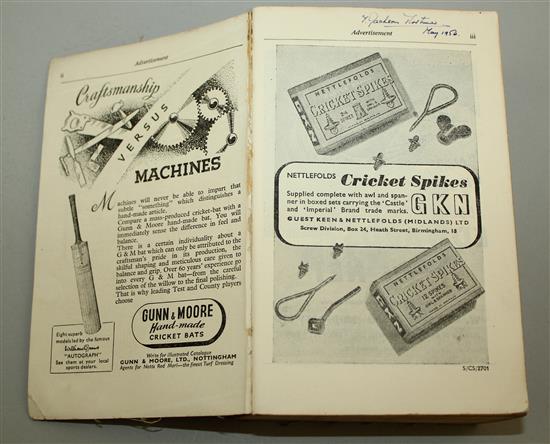 ii
Advertisement
Craftsmanship
VERSUS
MACHINES
Machines will never be able to impart that
subtle "something" which distinguishes a
hand-made article.
Compare a mass-produced cricket-bat with a
Gunn & Moore hand-made bat. You will
immediately sense the difference in feel and
balance.
There is a certain individuality about a
G & M bat which can only be attributed to the
craftsman's pride in its production, the
skilful shaping and meticulous care given to
balance and grip. Over 60 years' experience go
into every G & M bat—from the careful
selection of the willow to the final polishing.
That is why leading Test and County players
choose
Eight superb
models led by the famous
William Gunn
"AUTOGRAPH"
See them at your local
sports dealers.
GUNN & MOORE
Hand-made
CRICKET BATS
Write for illustrated Catalogue
GUNN & MOORE, LTD., NOTTINGHAM
Agents for Notts Red Marl—the finest Turf Dressing
May 1952.
Advertisement
iii
NETTLEFOLDS
CRICKET SPIKES
24 SPIKES
GKN
NETTLEFOLDS
Cricket Spikes
Supplied complete with awl and span-
ner in boxed sets carrying the 'Castle'
and 'Imperial' Brand trade marks.
GKN
GUEST KEEN & NETTLEFOLDS (MIDLANDS) LTD
Screw Division, Box 24, Heath Street, Birmingham, 18
NETTLEFOLDS
CRICKET SPIKES
12 SPIKES
GKN
S/CS/2701